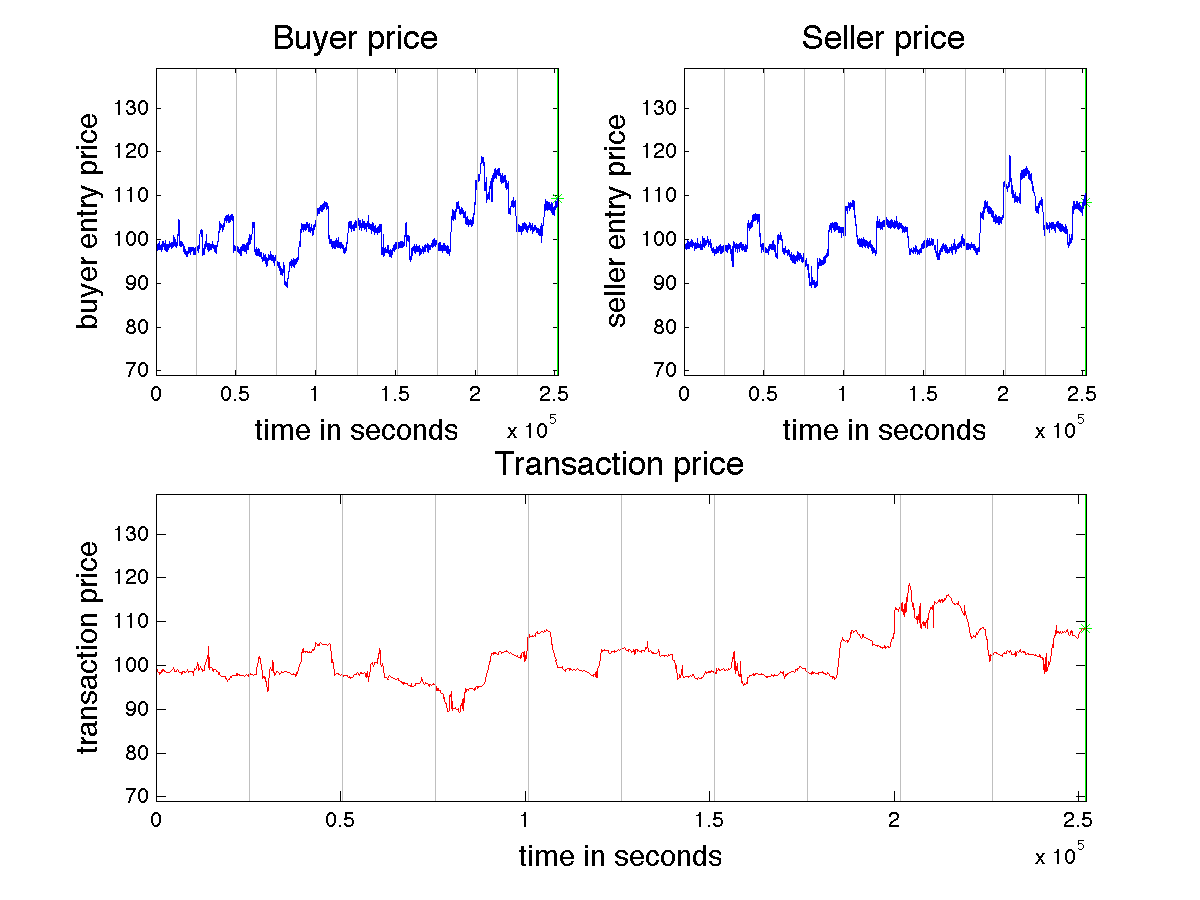 Buyer price
Seller price
buyer entry price
130
120
110
100
90
80
70
0 0.5 1 1.5 2 2.5
x 10^5
time in seconds
seller entry price
130
120
110
100
90
80
70
0 0.5 1 1.5 2 2.5
x 10^5
time in seconds
Transaction price
transaction price
130
120
110
100
90
80
70
0 0.5 1 1.5 2 2.5
x 10^5
time in seconds